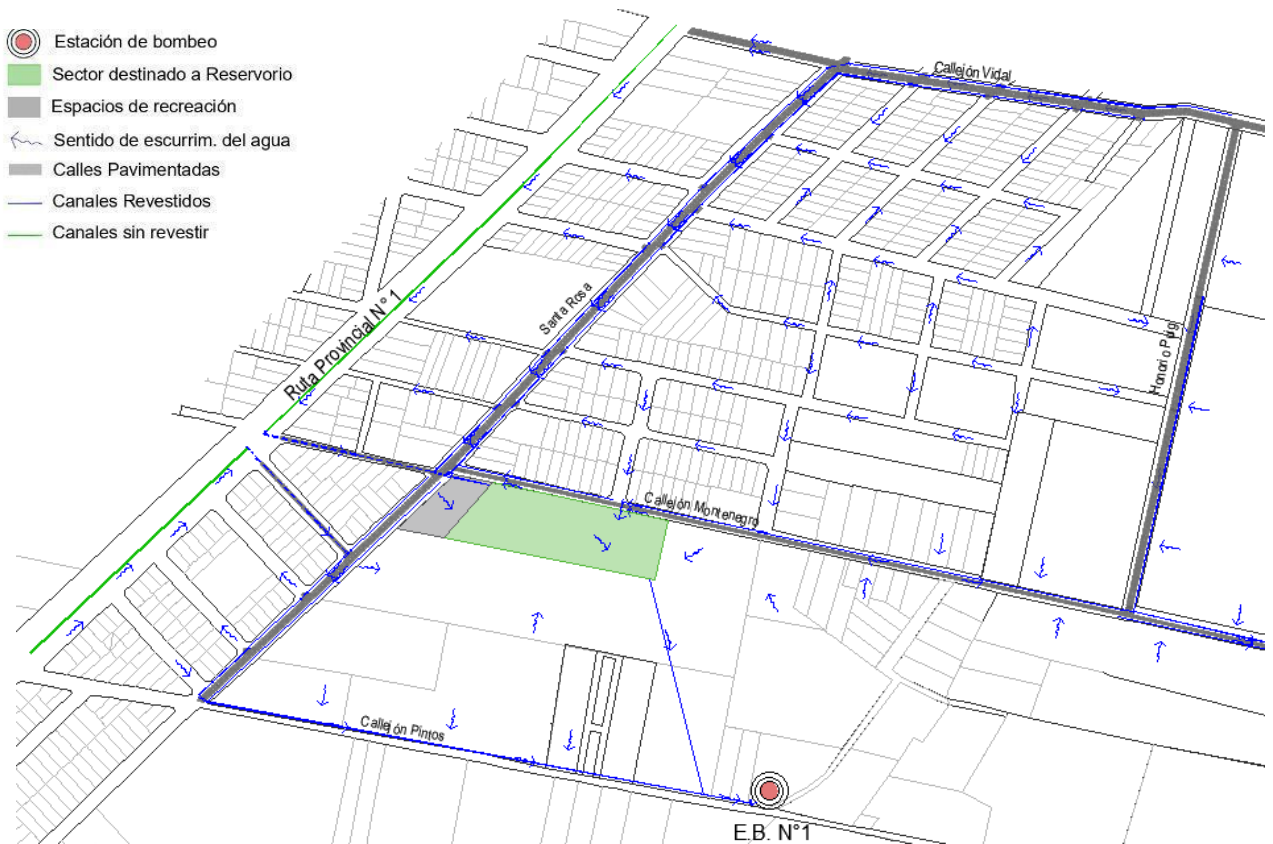 Estación de bombeo
Sector destinado a Reservorio
Espacios de recreación
Sentido de escurrim. del agua
Calles Pavimentadas
Canales Revestidos
Canales sin revestir
Callejón Vidal
Santa Rosa
Ruta Provincial N° 1
Honorio Puig
Callejón Montenegro
Callejón Pintos
E.B. N°1